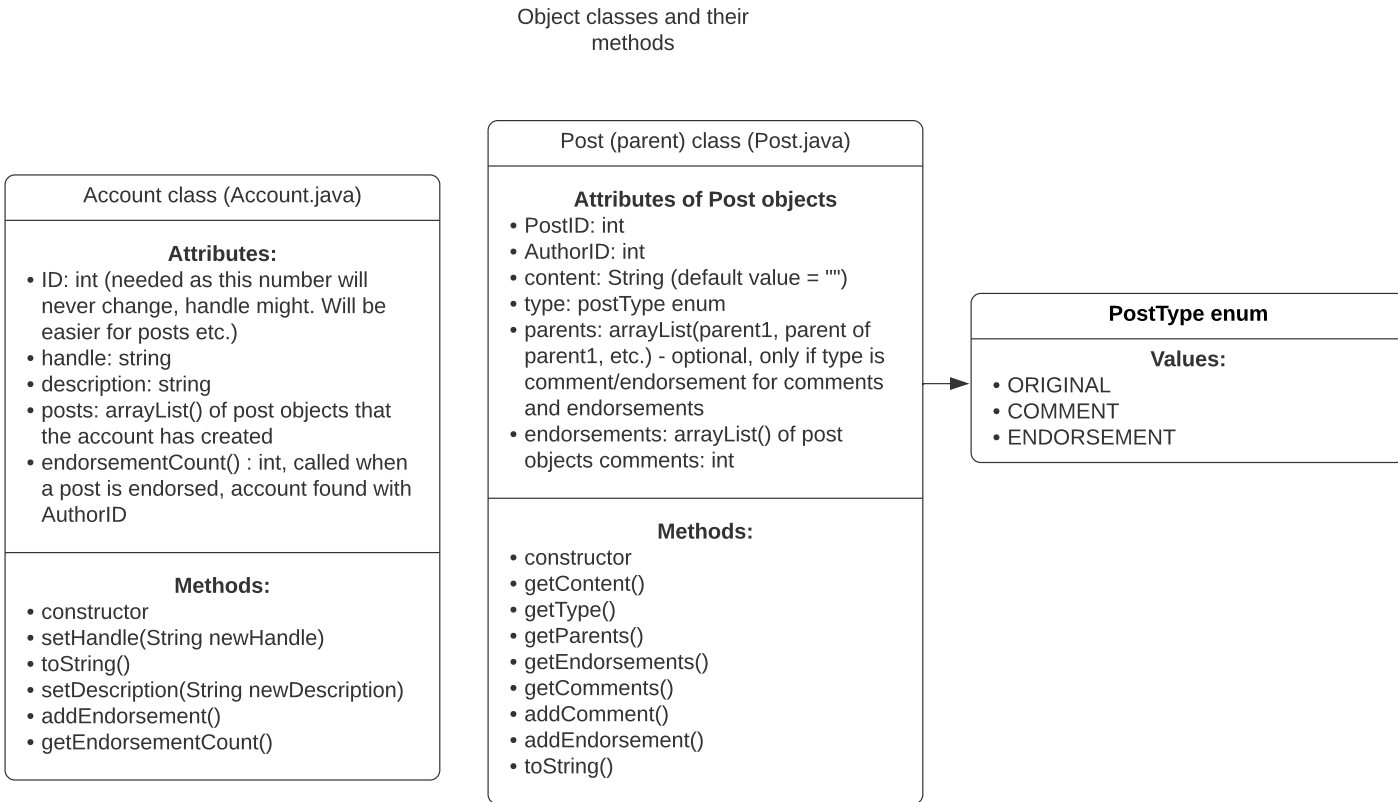 Object classes and their
methods
Account class (Account.java)
Attributes:
• ID: int (needed as this number will
never change, handle might. Will be
easier for posts etc.)
• handle: string
• description: string
• posts: arrayList() of post objects that
the account has created
• endorsementCount() : int, called when
a post is endorsed, account found with
AuthorID
Methods:
• constructor
• setHandle(String newHandle)
• toString()
• setDescription(String newDescription)
• addEndorsement()
• getEndorsementCount()
Post (parent) class (Post.java)
Attributes of Post objects
• PostID: int
• AuthorID: int
• content: String (default value = "")
• type: postType enum
• parents: arrayList(parent1, parent of
parent1, etc.) - optional, only if type is
comment/endorsement for comments
and endorsements
• endorsements: arrayList() of post
objects comments: int
Methods:
• constructor
• getContent()
• getType()
• getParents()
• getEndorsements()
• getComments()
• addComment()
• addEndorsement()
• toString()
PostType enum
Values:
• ORIGINAL
• COMMENT
• ENDORSEMENT